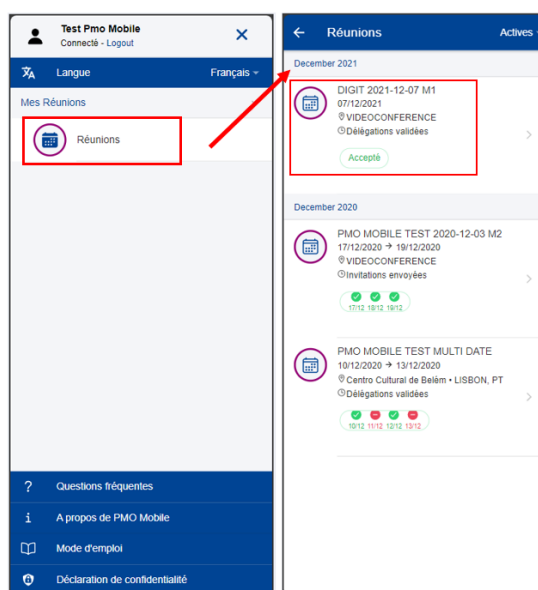 Test Pmo Mobile
Connecté - Logout
Langue
Français
Mes Réunions
Réunions
Questions fréquentes
A propos de PMO Mobile
Mode d'emploi
Déclaration de confidentialité
Réunions
Actives
December 2021
DIGIT 2021-12-07 M1
07/12/2021
VIDEOCONFERENCE
Délégations validées
Accepté
December 2020
PMO MOBILE TEST 2020-12-03 M2
17/12/2020 → 19/12/2020
VIDEOCONFERENCE
Invitations envoyées
17/12 18/12 19/12
PMO MOBILE TEST MULTI DATE
10/12/2020 → 13/12/2020
Centro Cultural de Belém • LISBON, PT
Délégations validées
10/12 11/12 12/12 13/12